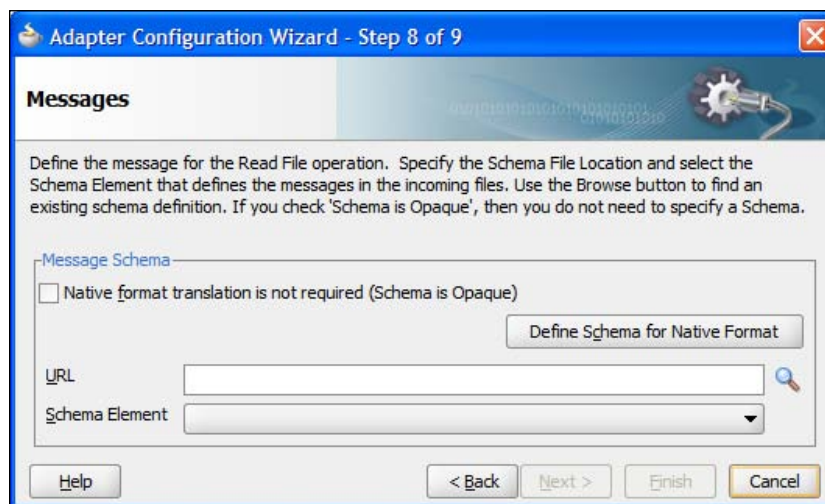 Adapter Configuration Wizard - Step 8 of 9
Messages
Define the message for the Read File operation.  Specify the Schema File Location and select the
Schema Element that defines the messages in the incoming files. Use the Browse button to find an
existing schema definition. If you check 'Schema is Opaque', then you do not need to specify a Schema.
Message Schema
Native format translation is not required (Schema is Opaque)
Define Schema for Native Format
URL
Schema Element
Help
< Back
Next >
Finish
Cancel